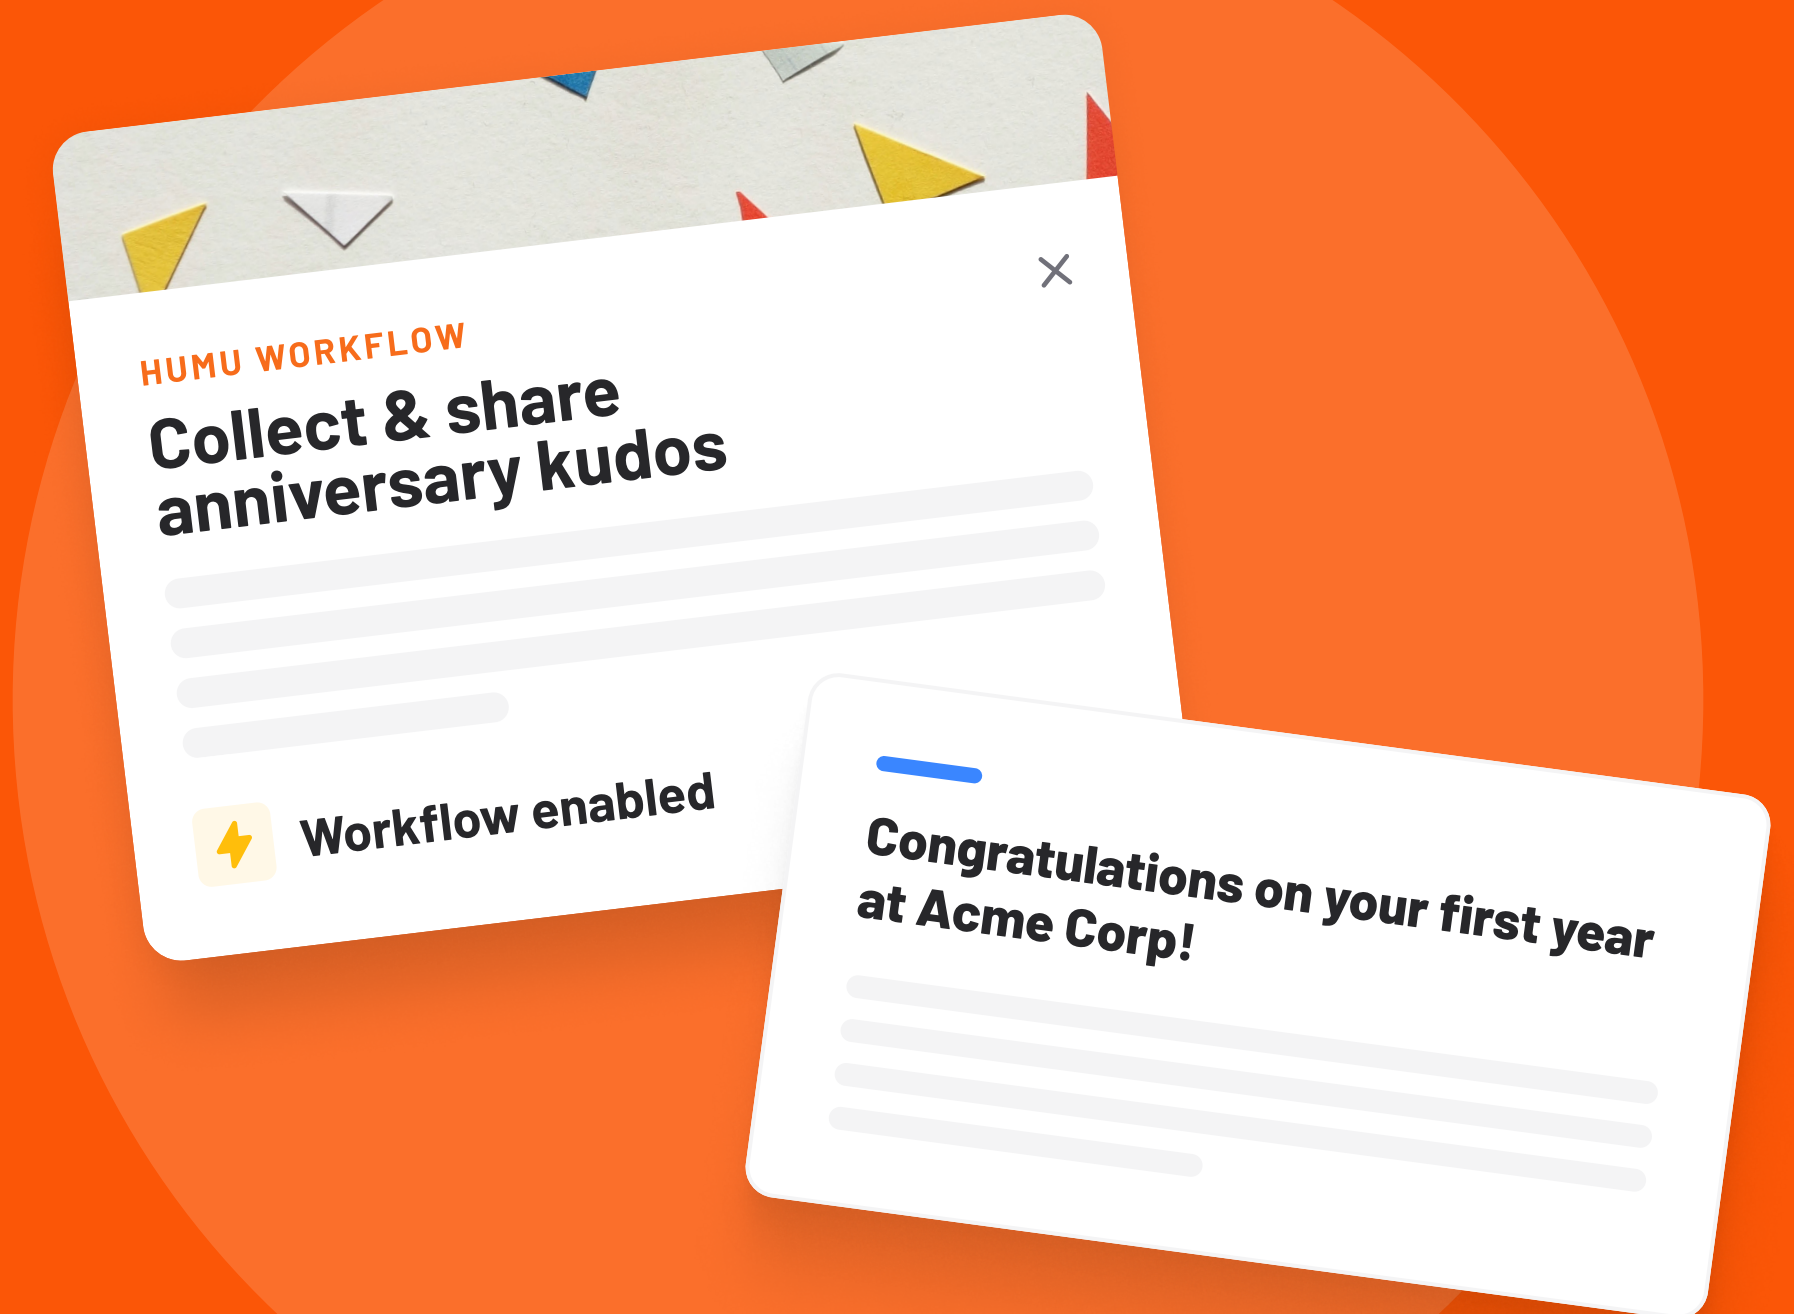 HUMU WORKFLOW
Collect & share
anniversary kudos
Workflow enabled
Congratulations on your first year
at Acme Corp!